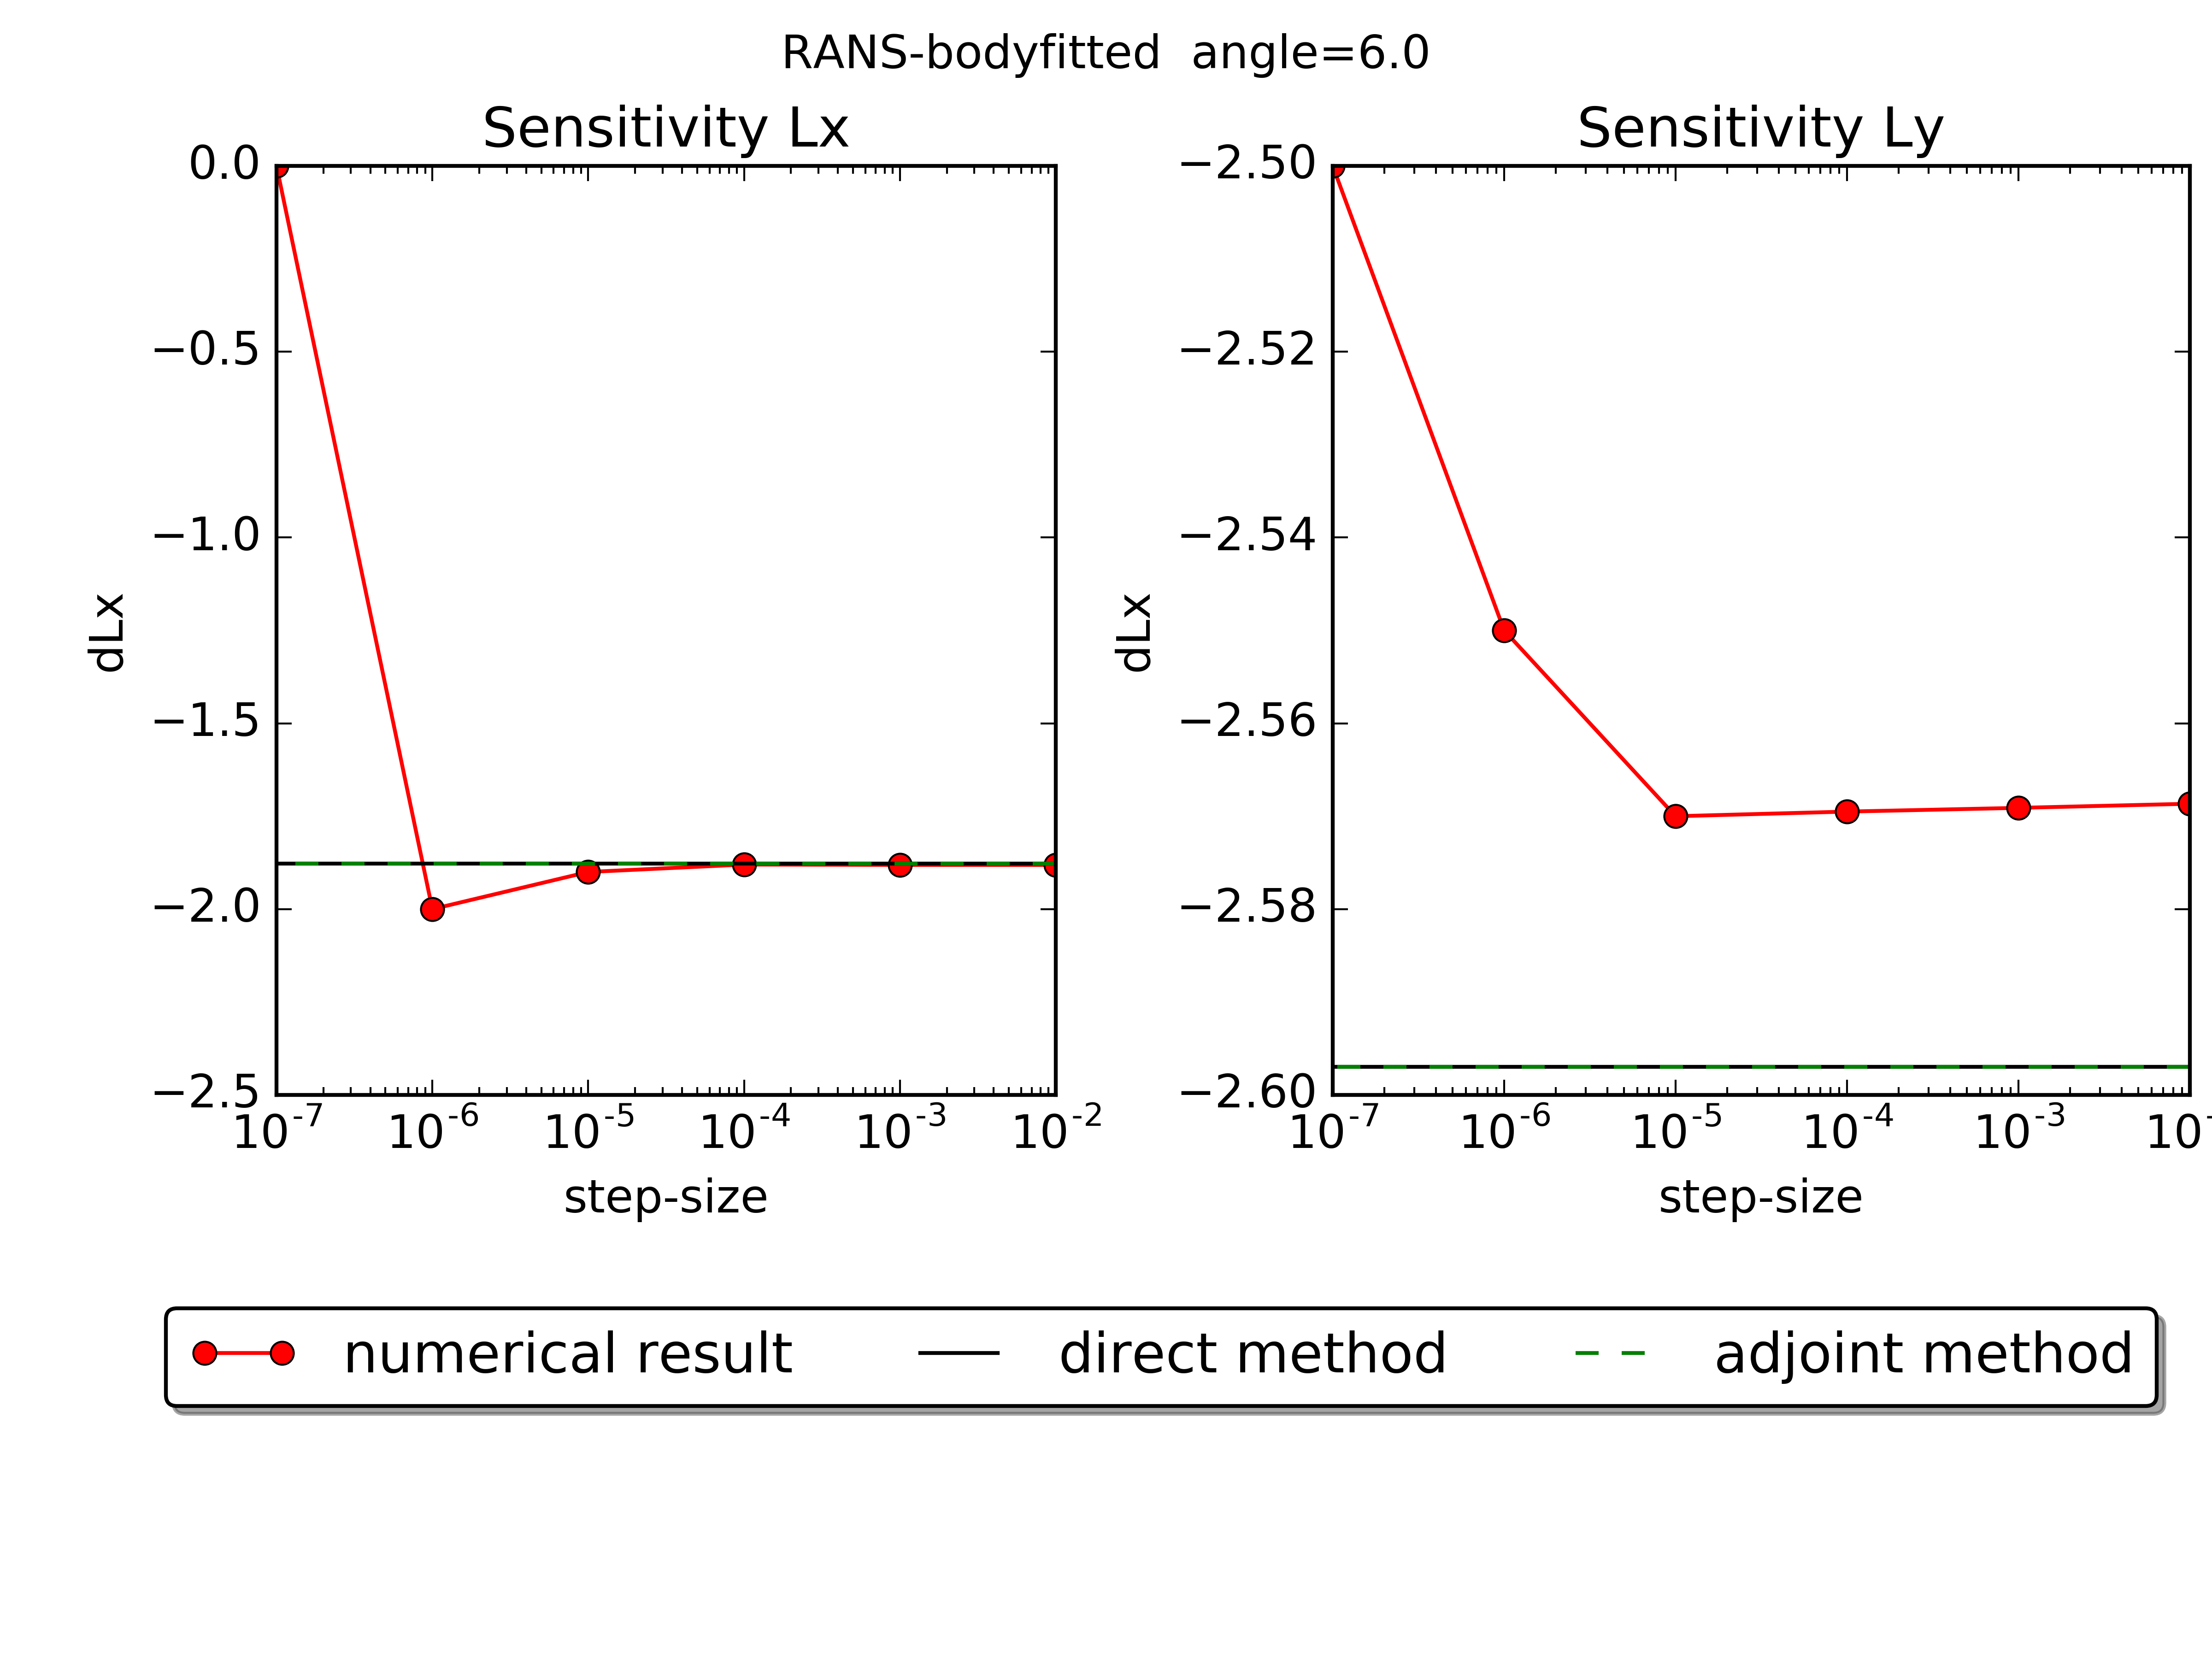 RANS-bodyfitted  angle=6.0
Sensitivity Lx
0.0
−0.5
−1.0
−1.5
−2.0
−2.5
dLx
10^-7 10^-6 10^-5 10^-4 10^-3 10^-2
step-size
Sensitivity Ly
−2.50
−2.52
−2.54
−2.56
−2.58
−2.60
dLx
10^-7 10^-6 10^-5 10^-4 10^-3 10^-
step-size
numerical result direct method adjoint method